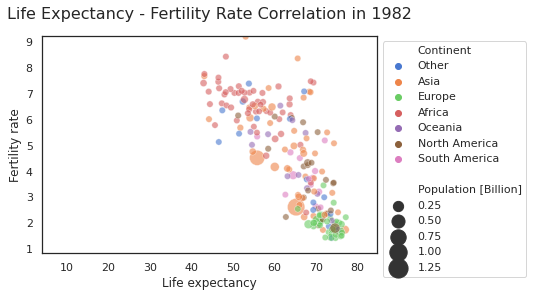 Life Expectancy - Fertility Rate Correlation in 1982
9
8
7
6
5
4
3
2
1
Fertility rate
10 20 30 40 50 60 70 80
Life expectancy
Continent
Other
Asia
Europe
Africa
Oceania
North America
South America
Population [Billion]
0.25
0.50
0.75
1.00
1.25